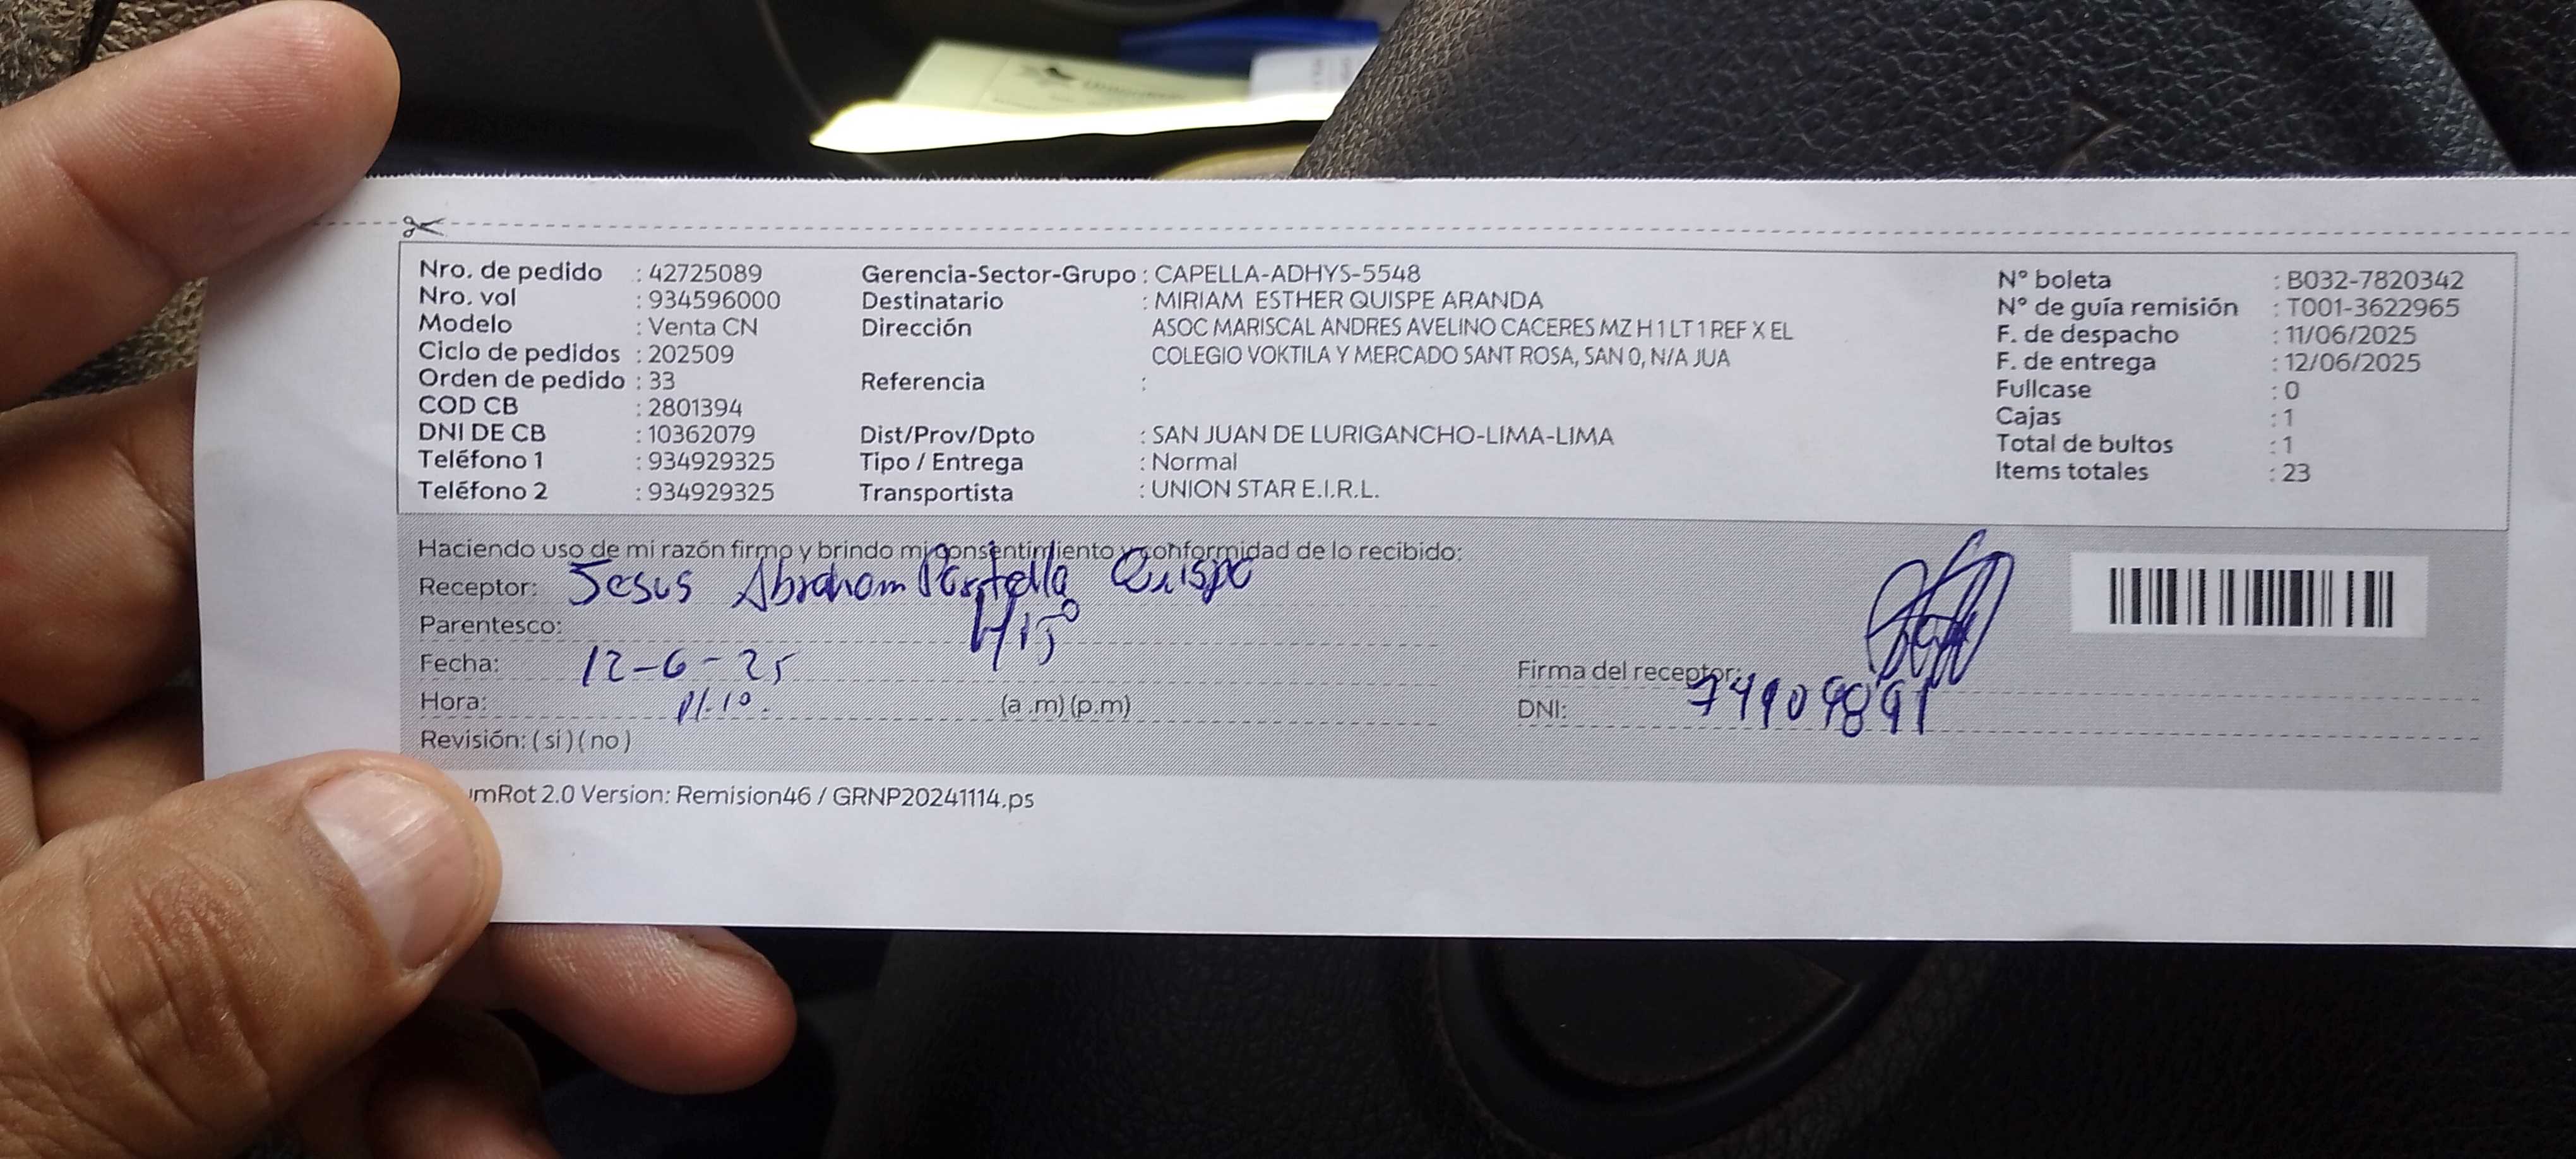 Nro. de pedido : 42725089
Nro. vol : 934596000
Modelo : Venta CN
Ciclo de pedidos : 202509
Orden de pedido : 33
COD CB : 2801394
DNI DE CB : 10362079
Teléfono 1 : 934929325
Teléfono 2 : 934929325
Gerencia-Sector-Grupo : CAPELLA-ADHYS-5548
Destinatario : MIRIAM ESTHER QUISPE ARANDA
Dirección ASOC MARISCAL ANDRES AVELINO CACERES MZ H 1 LT 1 REF X EL
COLEGIO VOKTILA Y MERCADO SANT ROSA, SAN 0, N/A JUA
Referencia :
Dist/Prov/Dpto : SAN JUAN DE LURIGANCHO-LIMA-LIMA
Tipo / Entrega : Normal
Transportista : UNION STAR E.I.R.L.
N° boleta : B032-7820342
N° de guía remisión : T001-3622965
F. de despacho : 11/06/2025
F. de entrega : 12/06/2025
Fullcase : 0
Cajas : 1
Total de bultos : 1
Items totales : 23
Haciendo uso de mi razón firmo y brindo mi consentimiento y conformidad de lo recibido:
Receptor: Jesus Abraham Quispe
Parentesco: Hijo
Fecha: 12-6-25
Hora: 11.10. (a .m) (p.m)
Revisión: ( si ) ( no )
Firma del receptor:
DNI:
mRot 2.0 Version: Remision46 / GRNP20241114.ps